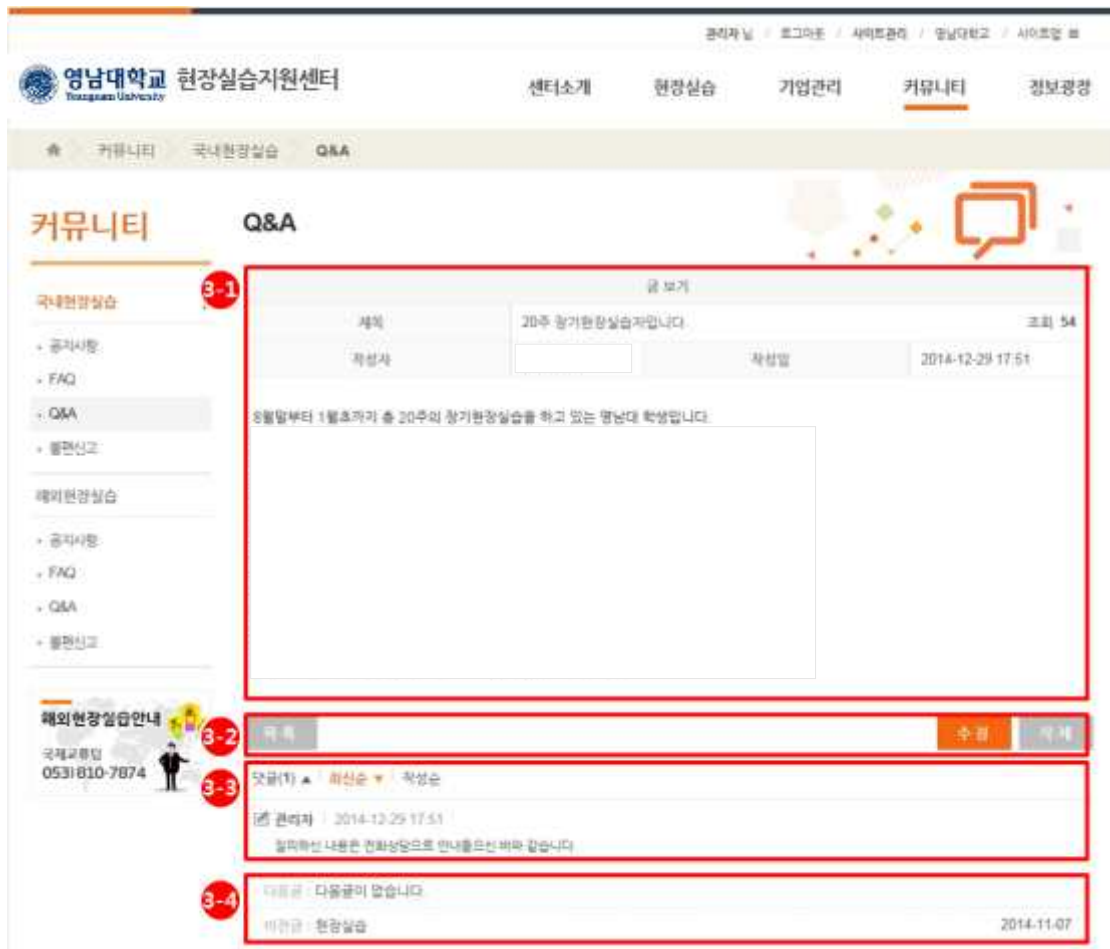 관리자 님 / 로그아웃 / 사이트관리 / 영남대학교 / 사이트맵
영남대학교 현장실습지원센터
Yeungnam University
센터소개 현장실습 기업관리 커뮤니티 정보광장
커뮤니티 국내현장실습 Q&A
커뮤니티
Q&A
국내현장실습
공지사항
FAQ
Q&A
불편신고
해외현장실습
공지사항
FAQ
Q&A
불편신고
해외현장실습안내
국제교류팀
053)810-7874
3-1
글 보기
제목 20주 장기현장실습자입니다. 조회 54
작성자 작성일 2014-12-29 17:51
8월말부터 1월초까지 총 20주의 장기현장실습을 하고 있는 영남대 학생입니다.
3-2
목록 수정 삭제
3-3
댓글(1) ▲ 최신순 ▼ 작성순
관리자 2014-12-29 17:51
질의하신 내용은 전화상담으로 안내들으신 바와 같습니다.
3-4
다음글 : 다음글이 없습니다.
이전글 : 현장실습 2014-11-07